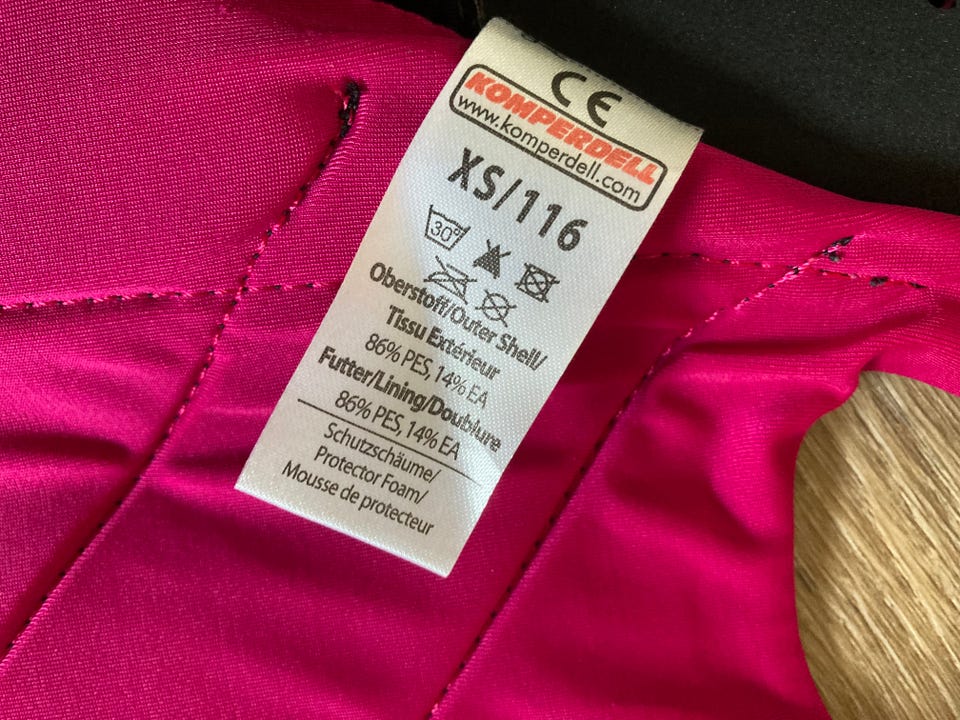 CE
KOMPERDELL
www.komperdell.com
XS/116
30°
Oberstoff/Outer Shell/
Tissu Extérieur
86% PES, 14% EA
Futter/Lining/Doublure
86% PES, 14% EA
Schutzschäume/
Protector Foam/
Mousse de protecteur